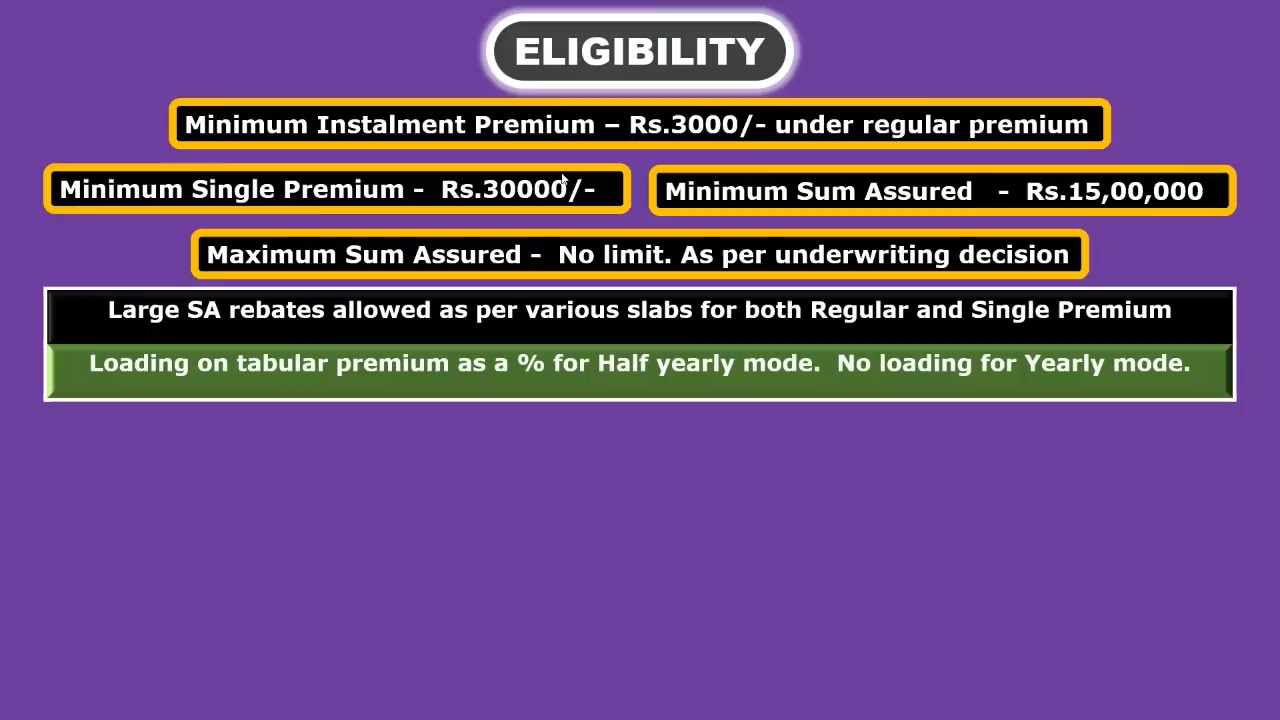 ELIGIBILITY
Minimum Instalment Premium – Rs.3000/- under regular premium
Minimum Single Premium - Rs.30000/-
Minimum Sum Assured - Rs.15,00,000
Maximum Sum Assured - No limit. As per underwriting decision
Large SA rebates allowed as per various slabs for both Regular and Single Premium
Loading on tabular premium as a % for Half yearly mode. No loading for Yearly mode.